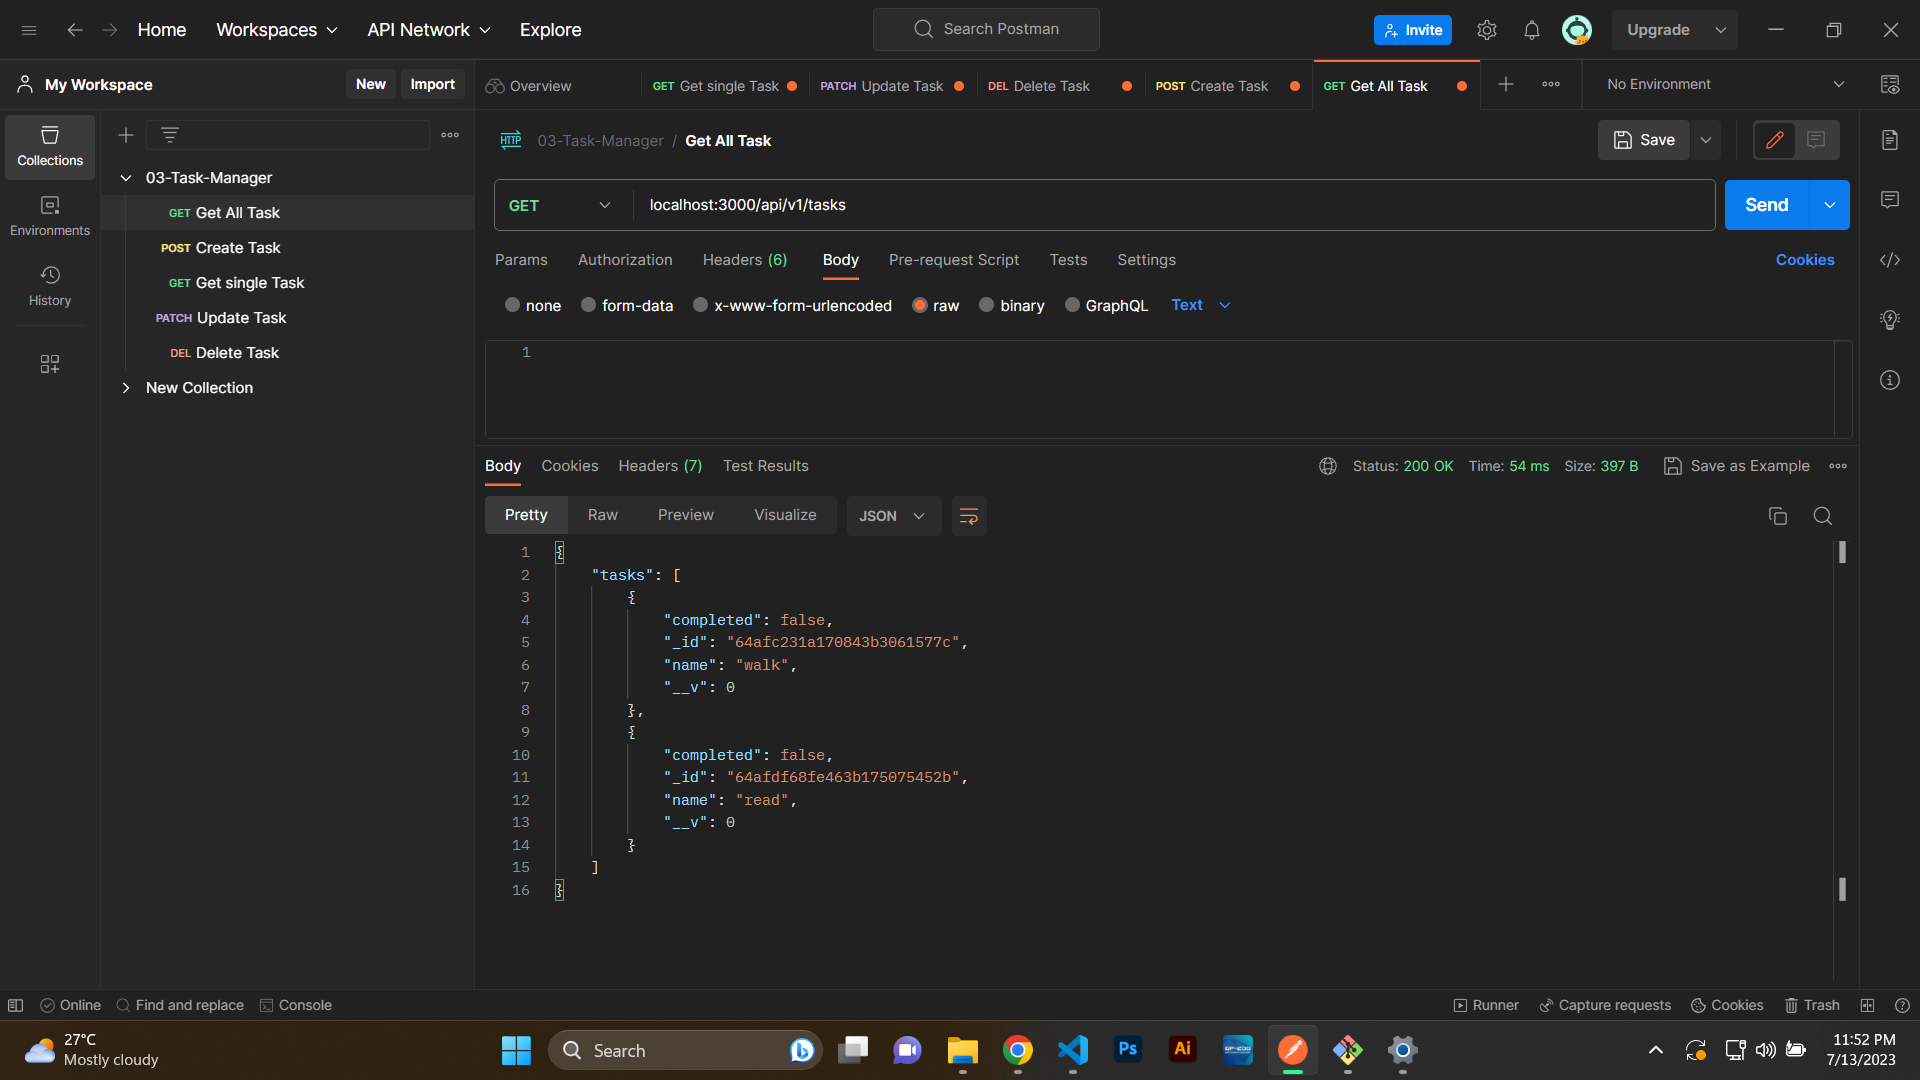 Home Workspaces API Network Explore Search Postman Invite Upgrade
My Workspace New Import Overview GET Get single Task PATCH Update Task DEL Delete Task POST Create Task GET Get All Task No Environment
Collections
Environments
History
03-Task-Manager
GET Get All Task
POST Create Task
GET Get single Task
PATCH Update Task
DEL Delete Task
New Collection
HTTP 03-Task-Manager / Get All Task Save
GET localhost:3000/api/v1/tasks Send
Params Authorization Headers (6) Body Pre-request Script Tests Settings Cookies
none form-data x-www-form-urlencoded raw binary GraphQL Text
1
Body Cookies Headers (7) Test Results Status: 200 OK Time: 54 ms Size: 397 B Save as Example
Pretty Raw Preview Visualize JSON
1 {
2 "tasks": [
3 {
4 "completed": false,
5 "_id": "64afc231a170843b3061577c",
6 "name": "walk",
7 "__v": 0
8 },
9 {
10 "completed": false,
11 "_id": "64afdf68fe463b175075452b",
12 "name": "read",
13 "__v": 0
14 }
15 ]
16 }
Online Find and replace Console Runner Capture requests Cookies Trash
27°C
Mostly cloudy
Search
Ps
Ai
11:52 PM
7/13/2023